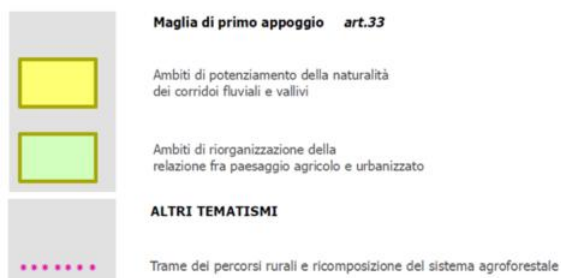 Maglia di primo appoggio art.33
Ambiti di potenziamento della naturalità
dei corridoi fluviali e vallivi
Ambiti di riorganizzazione della
relazione fra paesaggio agricolo e urbanizzato
ALTRI TEMATISMI
Trame dei percorsi rurali e ricomposizione del sistema agroforestale